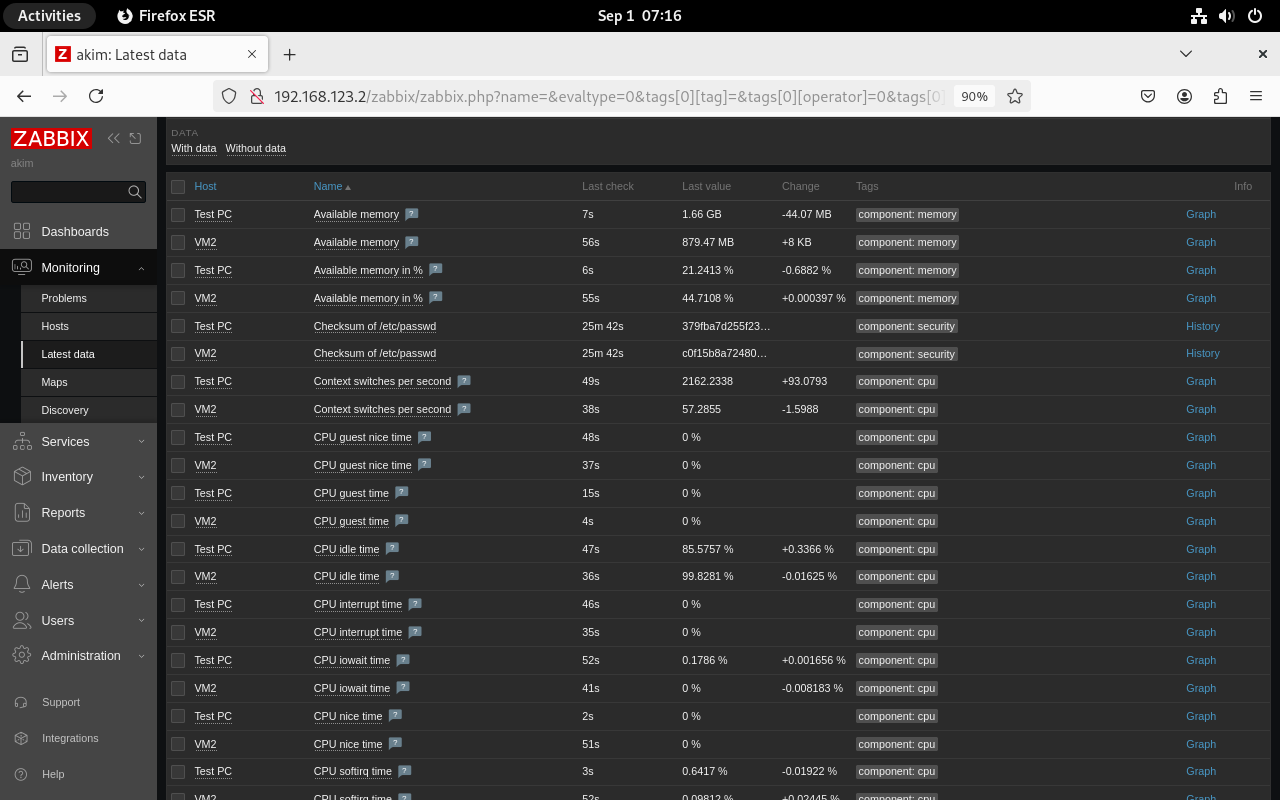 Activities Firefox ESR Sep 1 07:16
Z akim: Latest data
192.168.123.2/zabbix/zabbix.php?name=&evaltype=0&tags[0][tag]=&tags[0][operator]=0&tags[0] 90%
ZABBIX
akim
Dashboards
Monitoring
Problems
Hosts
Latest data
Maps
Discovery
Services
Inventory
Reports
Data collection
Alerts
Users
Administration
Support
Integrations
Help
DATA
With data Without data
Host Name Last check Last value Change Tags Info
Test PC Available memory ? 7s 1.66 GB -44.07 MB component: memory Graph
VM2 Available memory ? 56s 879.47 MB +8 KB component: memory Graph
Test PC Available memory in % ? 6s 21.2413 % -0.6882 % component: memory Graph
VM2 Available memory in % ? 55s 44.7108 % +0.000397 % component: memory Graph
Test PC Checksum of /etc/passwd 25m 42s 379fba7d255f23… component: security History
VM2 Checksum of /etc/passwd 25m 42s c0f15b8a72480… component: security History
Test PC Context switches per second ? 49s 2162.2338 +93.0793 component: cpu Graph
VM2 Context switches per second ? 38s 57.2855 -1.5988 component: cpu Graph
Test PC CPU guest nice time ? 48s 0 % component: cpu Graph
VM2 CPU guest nice time ? 37s 0 % component: cpu Graph
Test PC CPU guest time ? 15s 0 % component: cpu Graph
VM2 CPU guest time ? 4s 0 % component: cpu Graph
Test PC CPU idle time ? 47s 85.5757 % +0.3366 % component: cpu Graph
VM2 CPU idle time ? 36s 99.8281 % -0.01625 % component: cpu Graph
Test PC CPU interrupt time ? 46s 0 % component: cpu Graph
VM2 CPU interrupt time ? 35s 0 % component: cpu Graph
Test PC CPU iowait time ? 52s 0.1786 % +0.001656 % component: cpu Graph
VM2 CPU iowait time ? 41s 0 % -0.008183 % component: cpu Graph
Test PC CPU nice time ? 2s 0 % component: cpu Graph
VM2 CPU nice time ? 51s 0 % component: cpu Graph
Test PC CPU softirq time ? 3s 0.6417 % -0.01922 % component: cpu Graph
VM2 CPU softirq time ? 52s 0.09812 % +0.02445 % component: cpu Graph